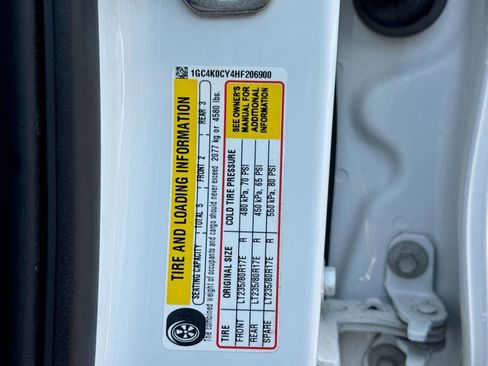 1GC4K0CY4HF206900
TIRE AND LOADING INFORMATION
SEATING CAPACITY TOTAL 5 FRONT 2 REAR 3
The combined weight of occupants and cargo should never exceed 2077 kg or 4580 lbs.
TIRE ORIGINAL SIZE COLD TIRE PRESSURE
FRONT LT235/80R17E R 480 kPa, 70 PSI
REAR LT235/80R17E R 450 kPa, 65 PSI
SPARE LT235/80R17E R 550 kPa, 80 PSI
SEE OWNER'S
MANUAL FOR
ADDITIONAL
INFORMATION